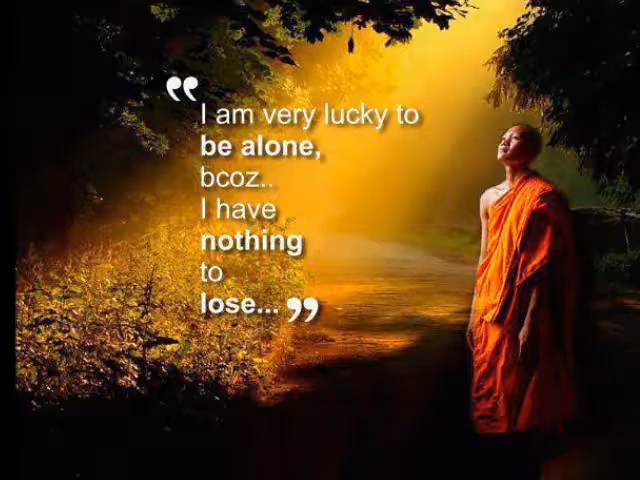 “
I am very lucky to
be alone,
bcoz..
I have
nothing
to
lose... ”